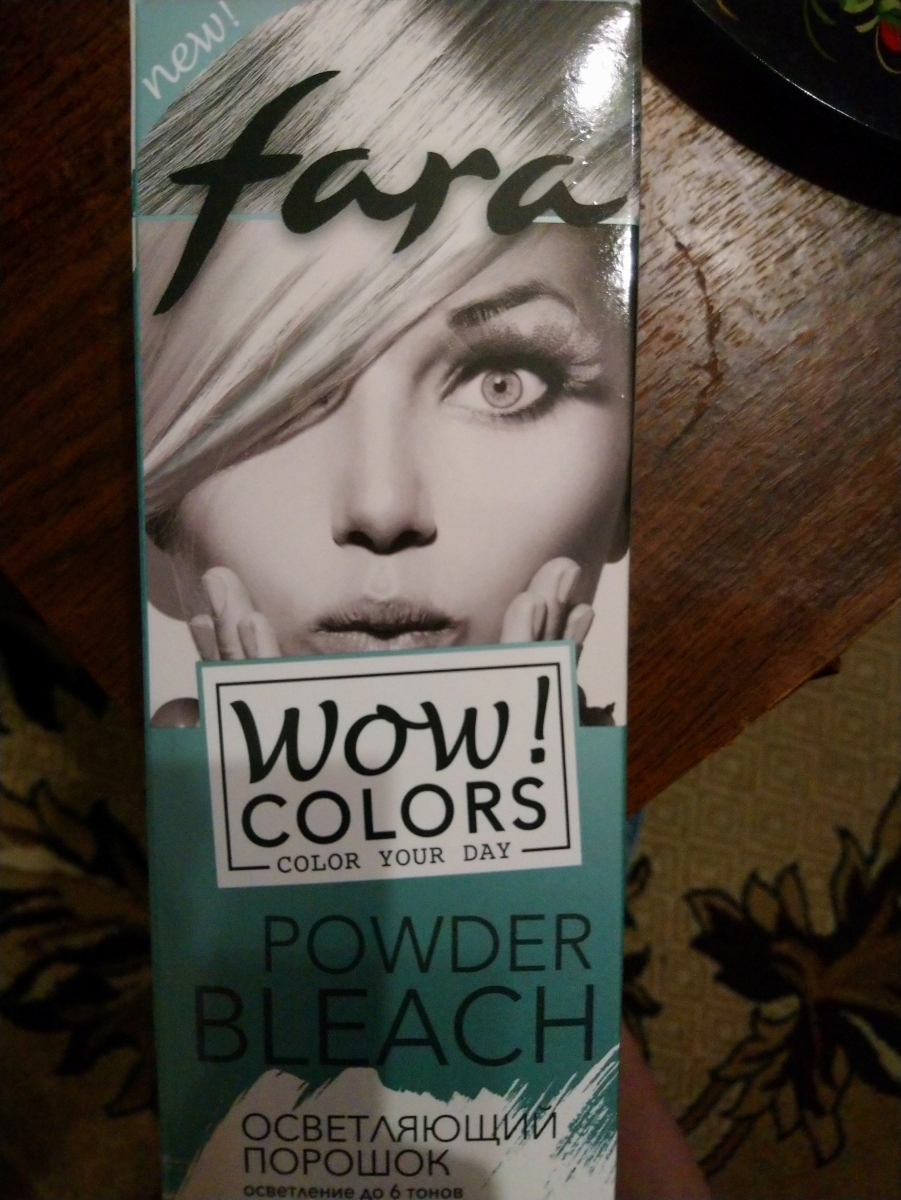 new!
fara
Wow!
COLORS
COLOR YOUR DAY
POWDER
BLEACH
ОСВЕТЛЯЮЩИЙ
ПОРОШОК
осветление до 6 тонов